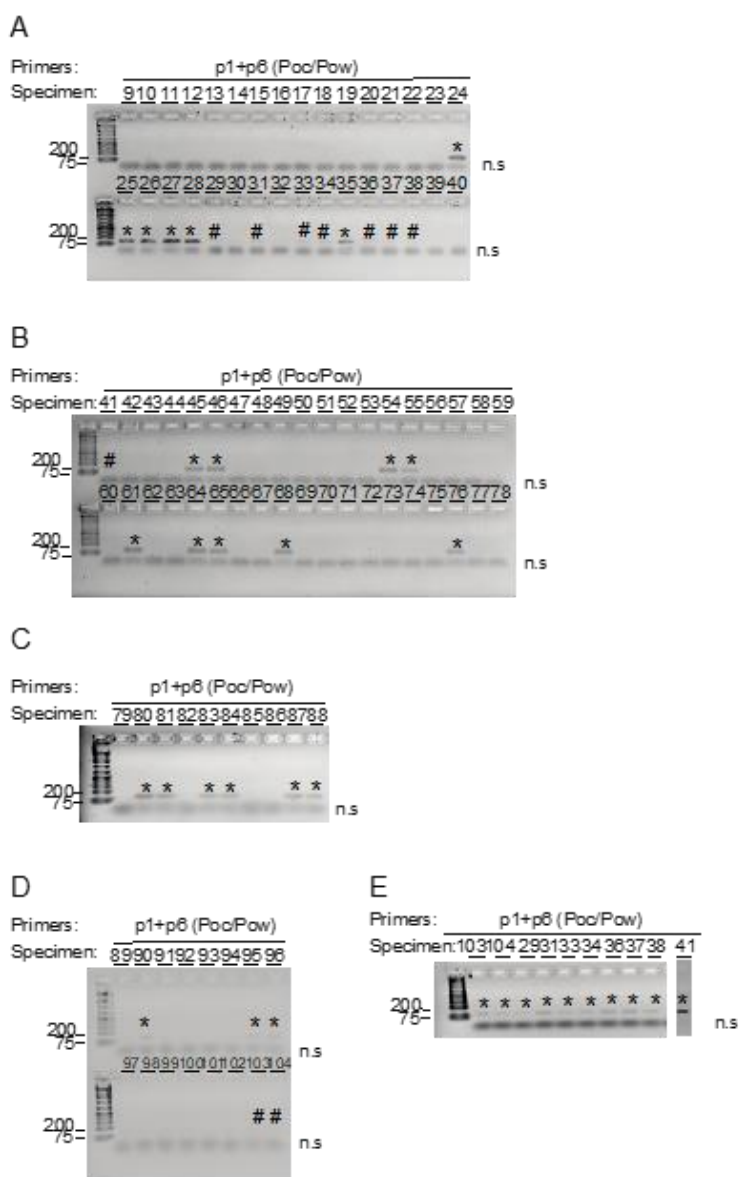 A
Primers: p1+p6 (Poc/Pow)
Specimen: 9 10 11 12 13 14 15 16 17 18 19 20 21 22 23 24
*
200
75
n.s
25 26 27 28 29 30 31 32 33 34 35 36 37 38 39 40
* * * * # # # # * # # #
200
75
n.s
B
Primers: p1+p6 (Poc/Pow)
Specimen: 41 42 43 44 45 46 47 48 49 50 51 52 53 54 55 56 57 58 59
# * * * *
200
75
n.s
60 61 62 63 64 65 66 67 68 69 70 71 72 73 74 75 76 77 78
* * * * *
200
75
n.s
C
Primers: p1+p6 (Poc/Pow)
Specimen: 79 80 81 82 83 84 85 86 87 88
* * * * * *
200
75
n.s
D
Primers: p1+p6 (Poc/Pow)
Specimen: 89 90 91 92 93 94 95 96
* * *
200
75
n.s
97 98 99 100 101 102 103 104
# #
200
75
n.s
E
Primers: p1+p6 (Poc/Pow)
Specimen: 103 104 29 31 33 34 36 37 38 41
* * * * * * * * * *
200
75
n.s